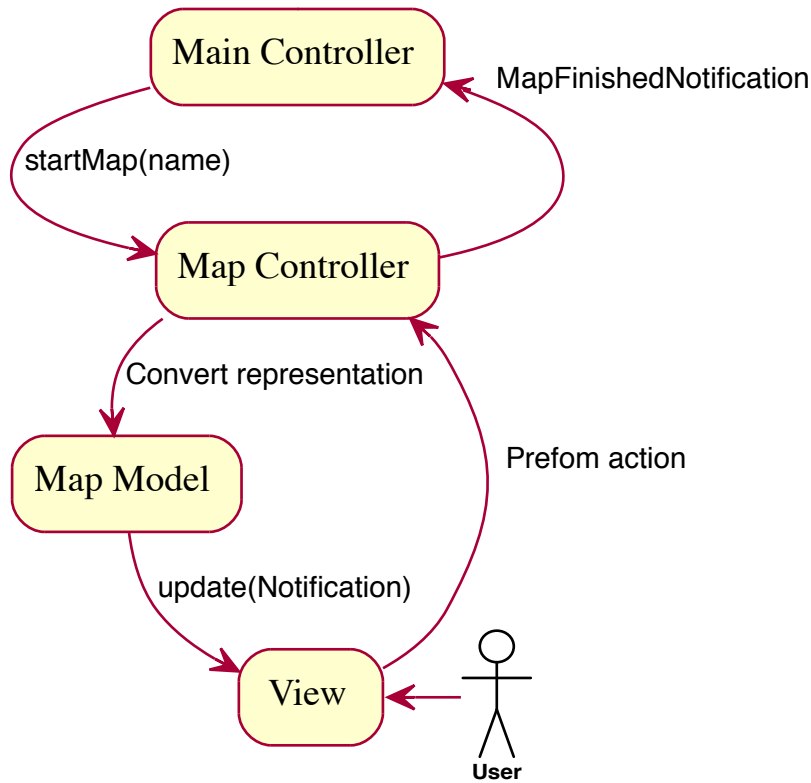 Main Controller
MapFinishedNotification
startMap(name)
Map Controller
Convert representation
Prefom action
Map Model
update(Notification)
View
User